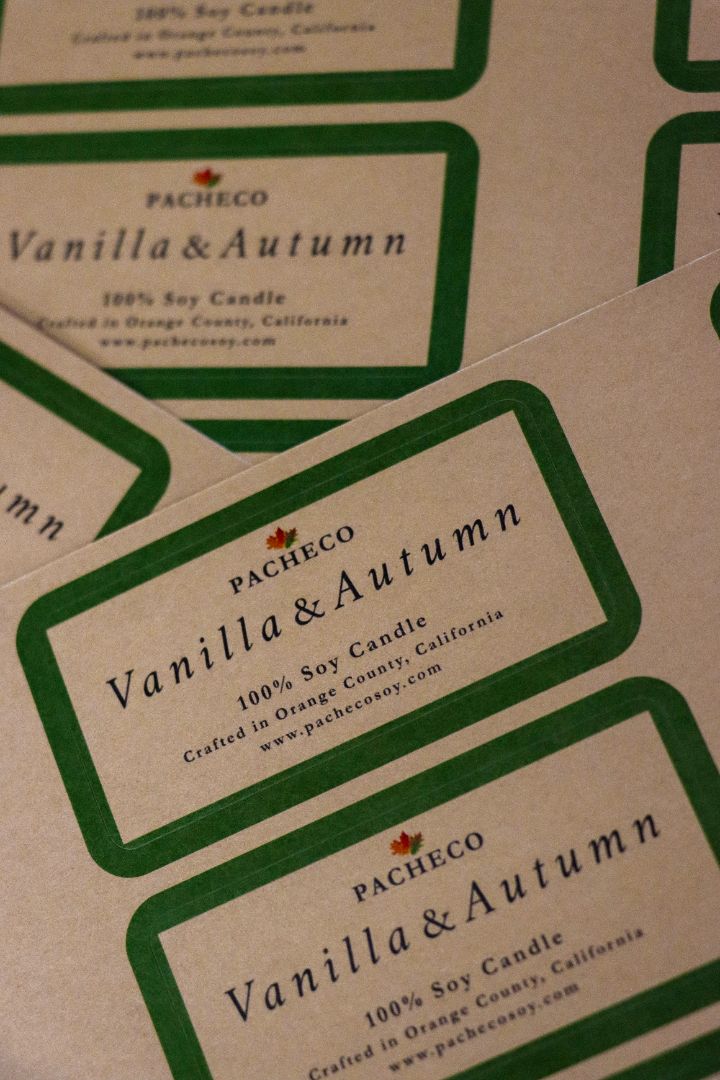 100% Soy Candle
Crafted in Orange County, California
www.pachecosoy.com
PACHECO
Vanilla & Autumn
100% Soy Candle
Crafted in Orange County, California
www.pachecosoy.com
umn
PACHECO
Vanilla & Autumn
100% Soy Candle
Crafted in Orange County, California
www.pachecosoy.com
PACHECO
Vanilla & Autumn
100% Soy Candle
Crafted in Orange County, California
www.pachecosoy.com